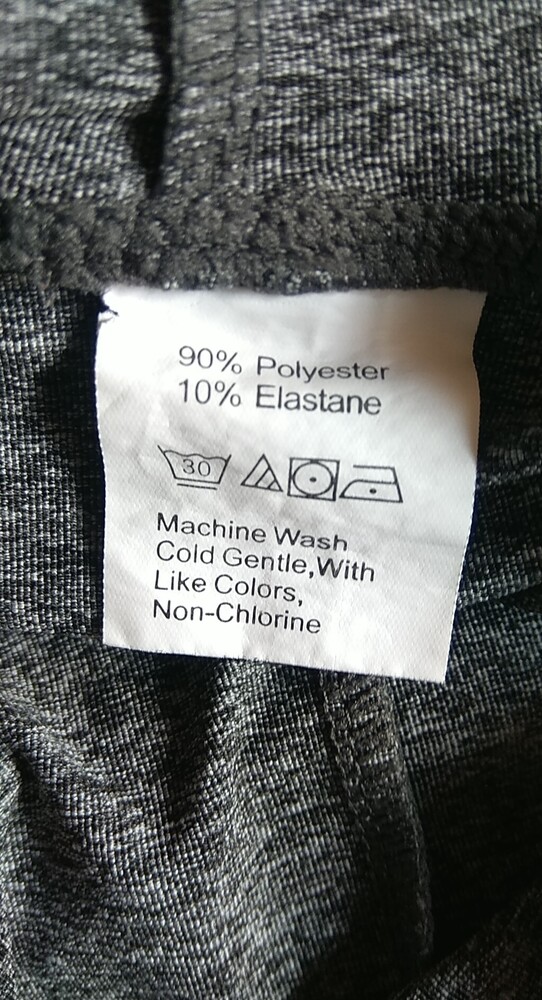 90% Polyester
10% Elastane
30
Machine Wash
Cold Gentle,With
Like Colors,
Non-Chlorine